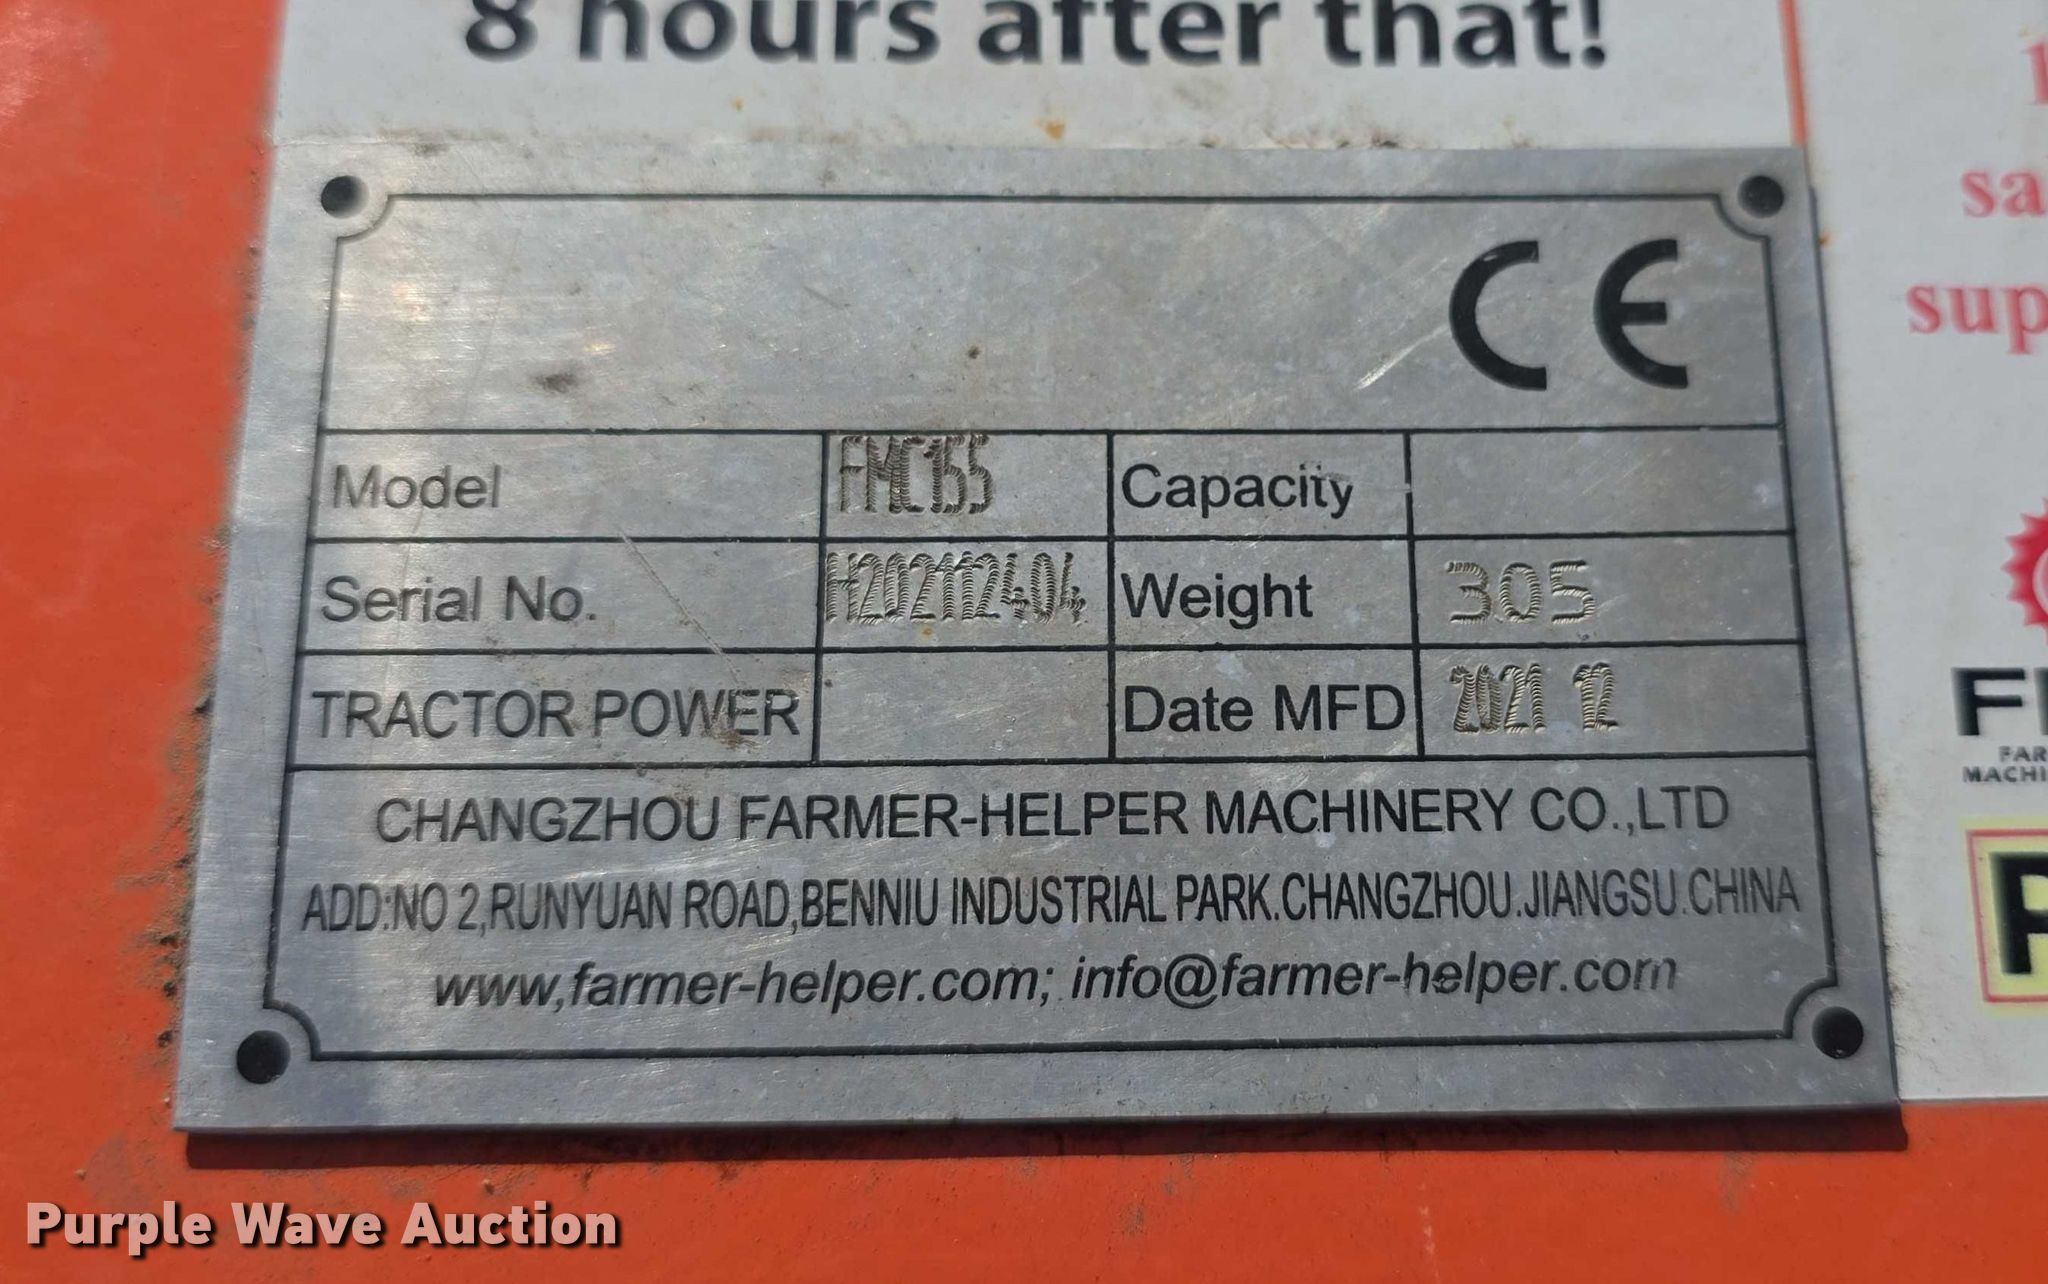 8 hours after that!
CE
Model FMC155 Capacity
Serial No. H202112404 Weight 305
TRACTOR POWER Date MFD 2021 12
CHANGZHOU FARMER-HELPER MACHINERY CO.,LTD
ADD:NO 2,RUNYUAN ROAD,BENNIU INDUSTRIAL PARK.CHANGZHOU.JIANGSU.CHINA
www,farmer-helper.com; info@farmer-helper.com
sa
sup
F
FAR
MACHI
P
Purple Wave Auction